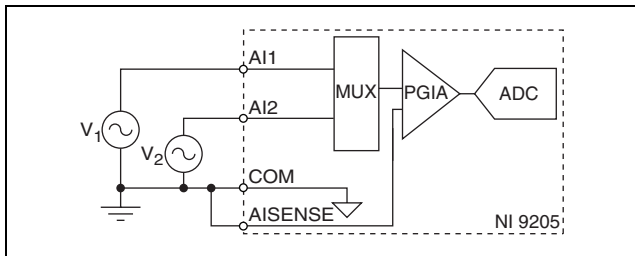 AI1
MUX
PGIA
ADC
AI2
V1
V2
COM
AISENSE
NI 9205